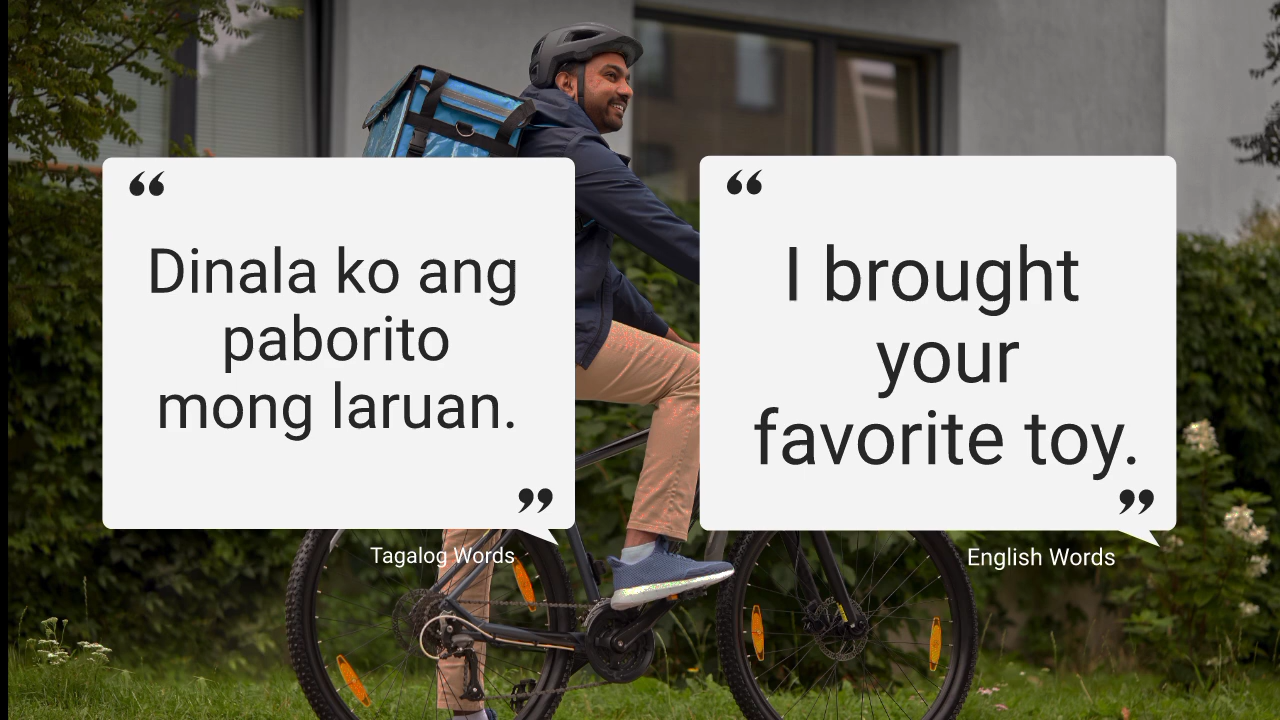 “
Dinala ko ang
paborito
mong laruan.
”
Tagalog Words
“
I brought
your
favorite toy.
”
English Words